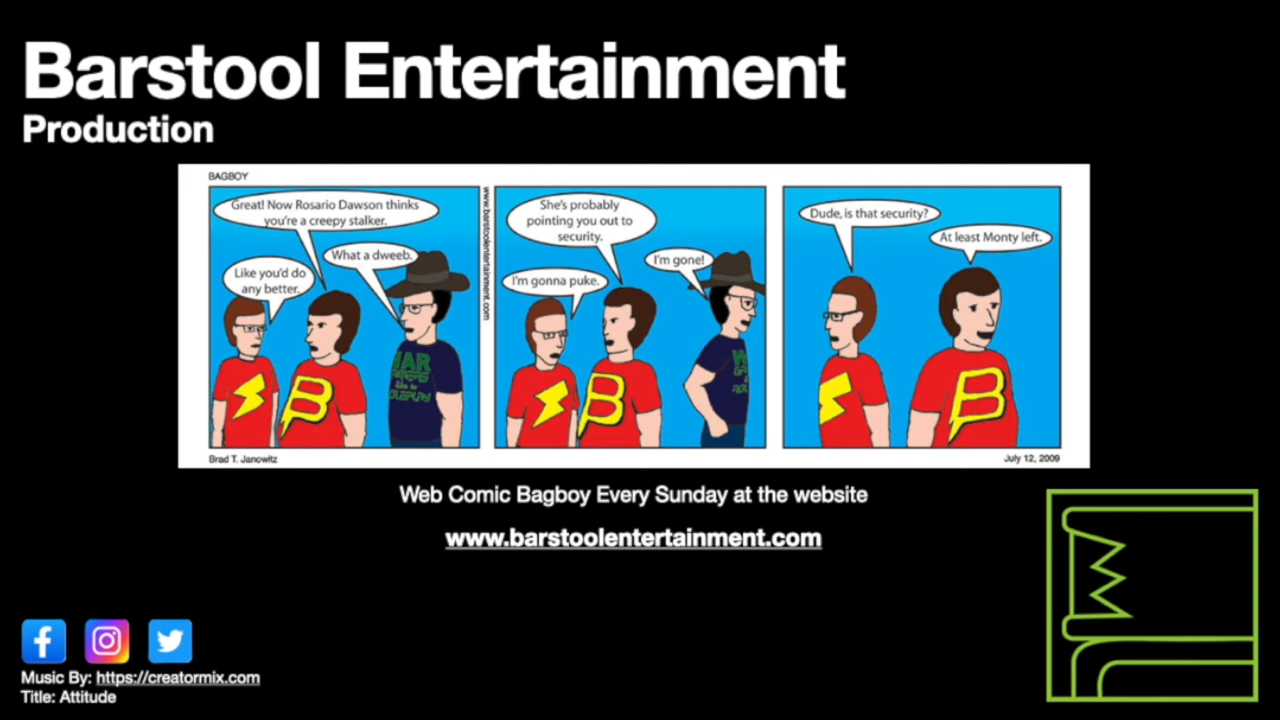 Barstool Entertainment
Production
BAGBOY
Great! Now Rosario Dawson thinks
you're a creepy stalker.
What a dweeb.
Like you'd do
any better.
www.barstoolentertainment.com
She's probably
pointing you out to
security.
I'm gone!
I'm gonna puke.
Dude, is that security?
At least Monty left.
B
WAR
B
B
Brad T. Janowitz
July 12, 2009
Web Comic Bagboy Every Sunday at the website
www.barstoolentertainment.com
Music By: https://creatormix.com
Title: Attitude